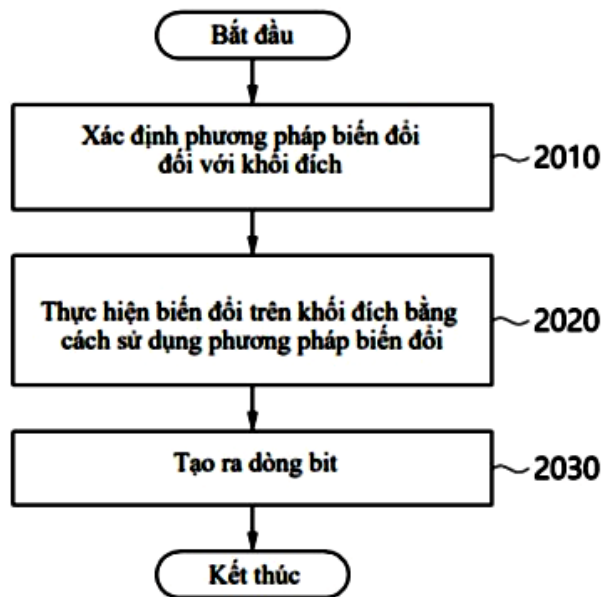 Bắt đầu
Xác định phương pháp biến đổi
đối với khối đích
2010
Thực hiện biến đổi trên khối đích bằng
cách sử dụng phương pháp biến đổi
2020
Tạo ra dòng bit
2030
Kết thúc